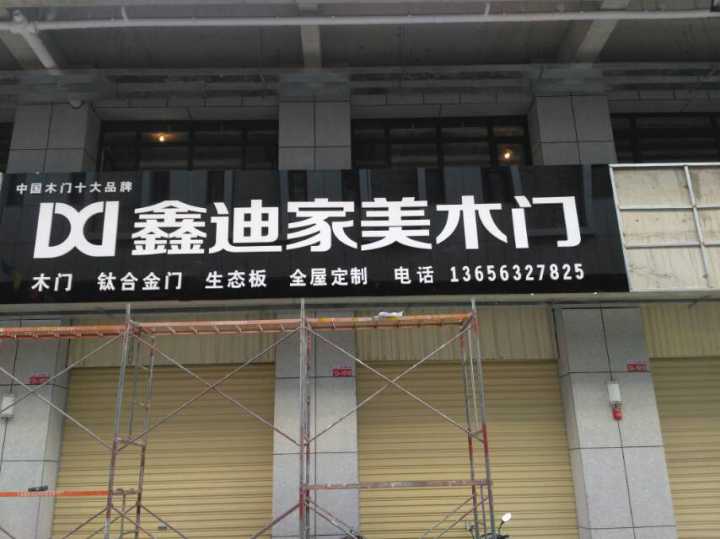 中国木门十大品牌
鑫迪家美木门
木门 钛合金门 生态板 全屋定制 电话 13656327825